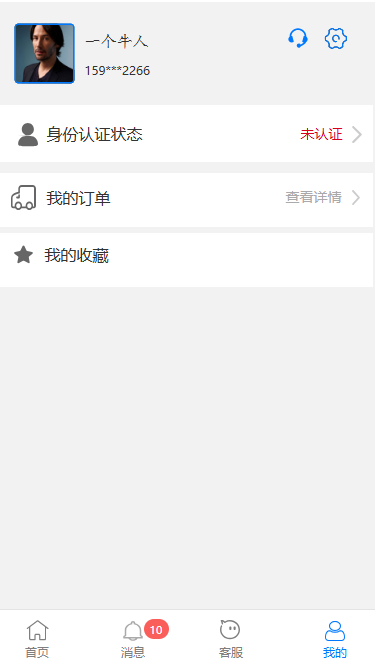 一个牛人
159***2266
身份认证状态 未认证
我的订单 查看详情
我的收藏
10
首页 消息 客服 我的